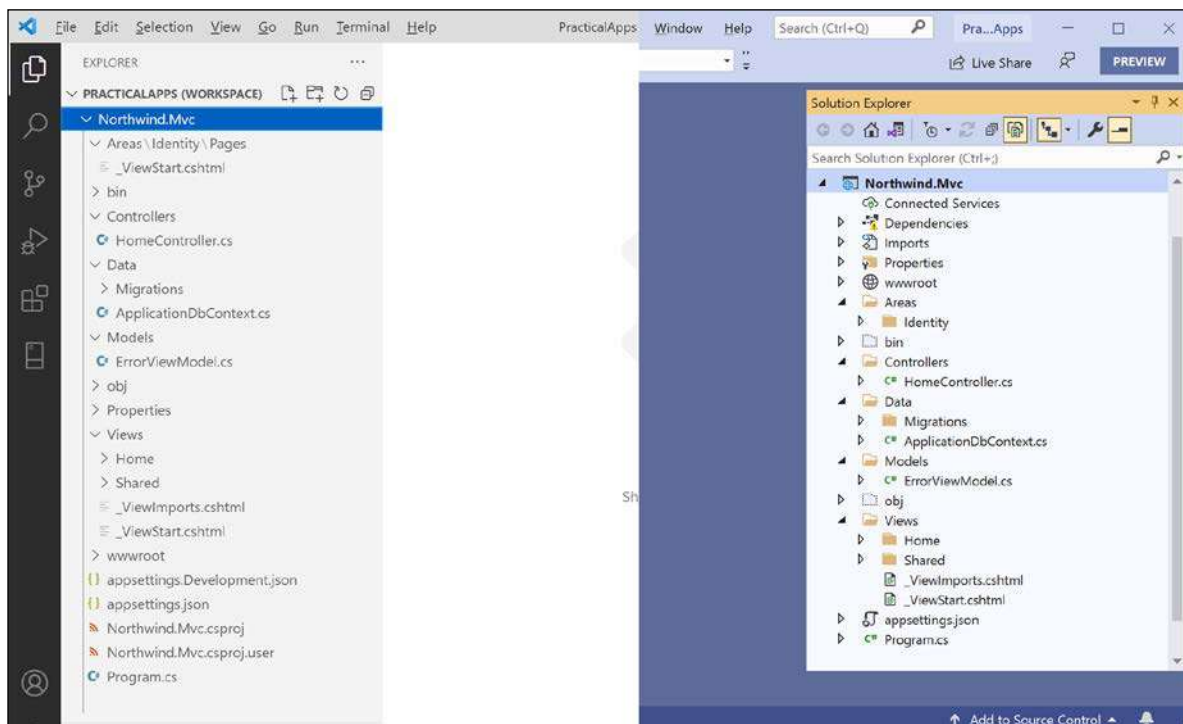 File Edit Selection View Go Run Terminal Help PracticalApps Window Help Search (Ctrl+Q) Pra...Apps
EXPLORER
PRACTICALAPPS (WORKSPACE)
Northwind.Mvc
Areas\Identity\Pages
_ViewStart.cshtml
bin
Controllers
HomeController.cs
Data
Migrations
ApplicationDbContext.cs
Models
ErrorViewModel.cs
obj
Properties
Views
Home
Shared
_ViewImports.cshtml
_ViewStart.cshtml
wwwroot
appsettings.Development.json
appsettings.json
Northwind.Mvc.csproj
Northwind.Mvc.csproj.user
Program.cs
Sh
Live Share PREVIEW
Solution Explorer
Search Solution Explorer (Ctrl+;)
Northwind.Mvc
Connected Services
Dependencies
Imports
Properties
wwwroot
Areas
Identity
bin
Controllers
C# HomeController.cs
Data
Migrations
C# ApplicationDbContext.cs
Models
C# ErrorViewModel.cs
obj
Views
Home
Shared
_ViewImports.cshtml
_ViewStart.cshtml
appsettings.json
C# Program.cs
Add to Source Control